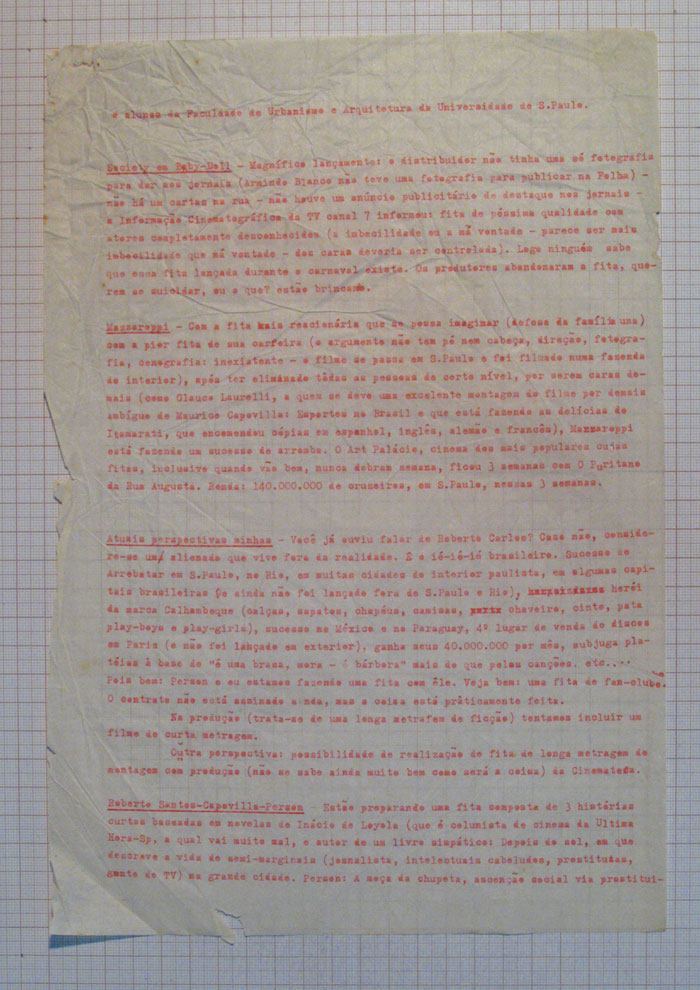 e alunos da Faculdade de Urbanismo e Arquitetura da Universidade de S.Paulo.
Society em Baby-Doll - Magnífico lançamento: o distribuidor não tinha uma só fotografia
para dar aos jornais (Armindo Blanco não teve uma fotografia para publicar na Folha) -
não há um cartaz na rua - não houve um anúncio publicitário de destaque nos jornais -
a Informação Cinematográfica da TV canal 7 informou: fita de péssima qualidade com
atores completamente desconhecidos (a imbecilidade ou a má vontade - parece ser mais
imbecilidade que má vontade - dos caras deveria ser controlada). Logo ninguém sabe
que essa fita lançada durante o carnaval existe. Os produtores abandonaram a fita, que-
rem se suicidar, ou o que? estão brincando.
Mazzaroppi - Com a fita mais reacionária que se possa imaginar (defesa da família uma)
com a pior fita de sua carreira (o argumento não tem pé nem cabeça, direção, fotogra-
fia, cenografia: inexistente - o filme se passa em S.Paulo e foi filmado numa fazenda
do interior), após ter eliminado tôdas as pessoas de certo nível, por serem caras de-
mais (como Glauco Laurelli, a quem se deve uma excelente montagem do filme por demais
ambígue de Maurice Capovilla: Esportes no Brasil e que está fazendo as delícias do
Itamarati, que encomendou cópias em espanhol, inglês, alemão e francês), Mazzaroppi
está fazendo um sucesso de arromba. O Art Palácio, cinema dos mais populares cujas
fitas, inclusive quando vão bem, nunca dobram semana, ficou 3 semanas com O Puritano
da Rua Augusta. Renda: 140.000.000 de cruzeiros, em S.Paulo, nessas 3 semanas.
Atuais perspectivas minhas - Você já ouviu falar de Roberto Carlos? Caso não, conside-
re-se um alienado que vive fora da realidade. É o ié-ié-ié brasileiro. Sucesso de
Arrebatar em S.Paulo, no Rio, em muitas cidades do interior paulista, em algumas capi-
tais brasileiras (e ainda não foi lançado fora de S.Paulo e Rio), herói
da marca Calhambeque (calças, sapatos, chapéus, camisas, chaveiro, cinto, pata
play-boys e play-girls), sucesso no México e no Paraguay, 4º lugar de venda de discos
em Paris (e não foi lançado em exterior), ganha seus 40.000.000 por mês, subjuga pla-
téias à base de "é uma brasa, mora - é bárbara" mais do que pelas canções. etc....
Pois bem: Person e eu estamos fazendo uma fita com êle. Veja bem: uma fita de fan-clube.
O contrato não está assinado ainda, mas a coisa está práticamente feita.
Na produção (trata-se de uma longa metragem de ficção) tentamos incluir um
filme de curta metragem.
Outra perspectiva: possibilidade de realização de fita de longa metragem de
montagem com produção (não se sabe ainda muito bem como será a coisa) da Cinemateca.
Roberto Santos-Capovilla-Person - Estão preparando uma fita composta de 3 histórias
curtas baseadas em novelas de Inácio de Loyola (que é colunista de cinema da Ultima
Hora-Sp, a qual vai muito mal, e autor de um livro simpático: Depois do sol, em que
descreve a vida de semi-marginais (jornalista, intelectuais cabeludos, prostitudas,
gente de TV) na grande cidade. Person: A moça da chupeta, ascenção social via prostitui-